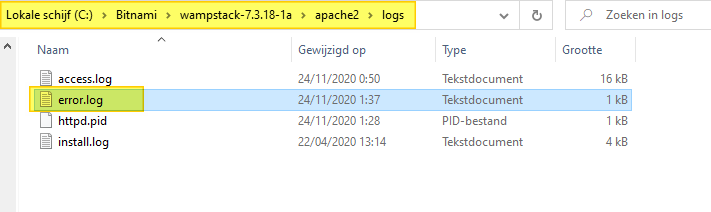 Lokale schijf (C:) > Bitnami > wampstack-7.3.18-1a > apache2 > logs
Zoeken in logs
Naam Gewijzigd op Type Grootte
access.log 24/11/2020 0:50 Tekstdocument 16 kB
error.log 24/11/2020 1:37 Tekstdocument 1 kB
httpd.pid 24/11/2020 1:28 PID-bestand 1 kB
install.log 22/04/2020 13:14 Tekstdocument 4 kB